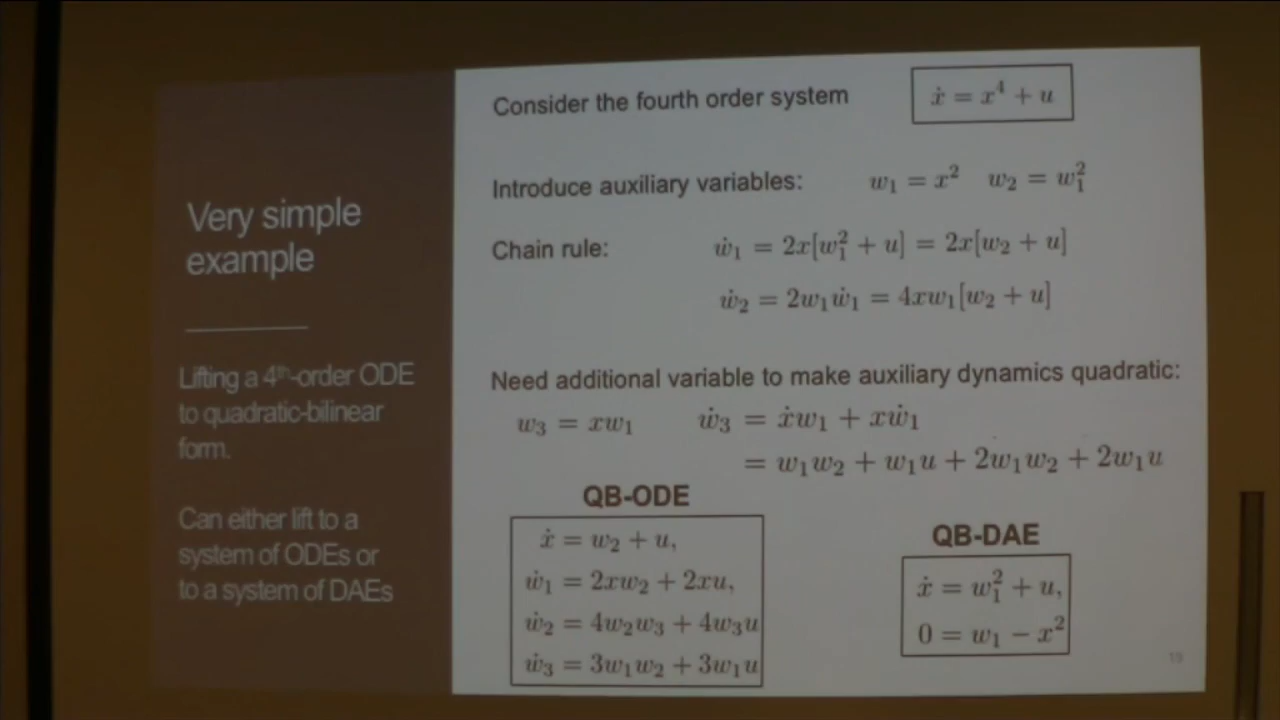 Very simple
example
Lifting a 4th-order ODE
to quadratic-bilinear
form.
Can either lift to a
system of ODEs or
to a system of DAEs
Consider the fourth order system ẋ = x⁴ + u
Introduce auxiliary variables: w₁ = x² w₂ = w₁²
Chain rule: ẇ₁ = 2x[w₁² + u] = 2x[w₂ + u]
ẇ₂ = 2w₁ẇ₁ = 4xw₁[w₂ + u]
Need additional variable to make auxiliary dynamics quadratic:
w₃ = xw₁ ẇ₃ = ẋw₁ + xẇ₁
= w₁w₂ + w₁u + 2w₁w₂ + 2w₁u
QB-ODE
ẋ = w₂ + u,
ẇ₁ = 2xw₂ + 2xu,
ẇ₂ = 4w₂w₃ + 4w₃u
ẇ₃ = 3w₁w₂ + 3w₁u
QB-DAE
ẋ = w₁² + u,
0 = w₁ − x²
19